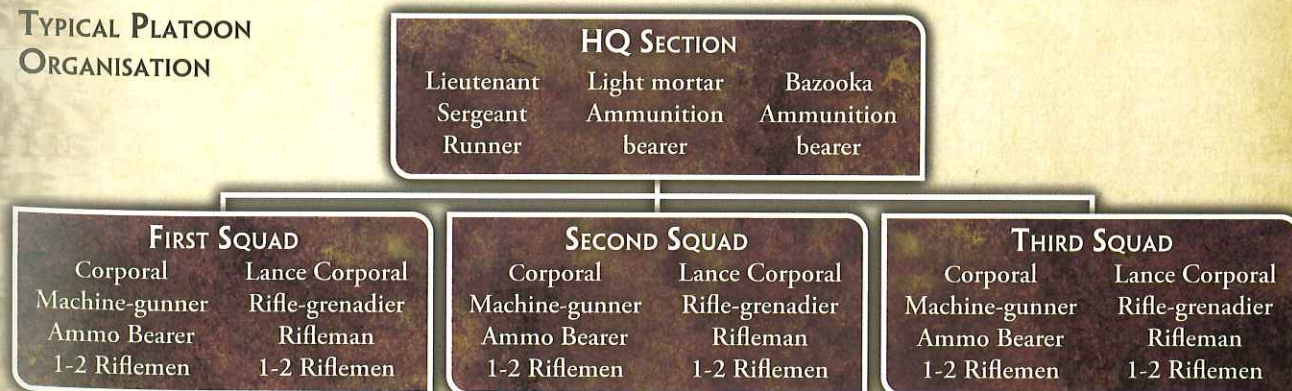 TYPICAL PLATOON
ORGANISATION
HQ SECTION
Lieutenant
Sergeant
Runner
Light mortar
Ammunition
bearer
Bazooka
Ammunition
bearer
FIRST SQUAD
Corporal
Machine-gunner
Ammo Bearer
1-2 Riflemen
Lance Corporal
Rifle-grenadier
Rifleman
1-2 Riflemen
SECOND SQUAD
Corporal
Machine-gunner
Ammo Bearer
1-2 Riflemen
Lance Corporal
Rifle-grenadier
Rifleman
1-2 Riflemen
THIRD SQUAD
Corporal
Machine-gunner
Ammo Bearer
1-2 Riflemen
Lance Corporal
Rifle-grenadier
Rifleman
1-2 Riflemen